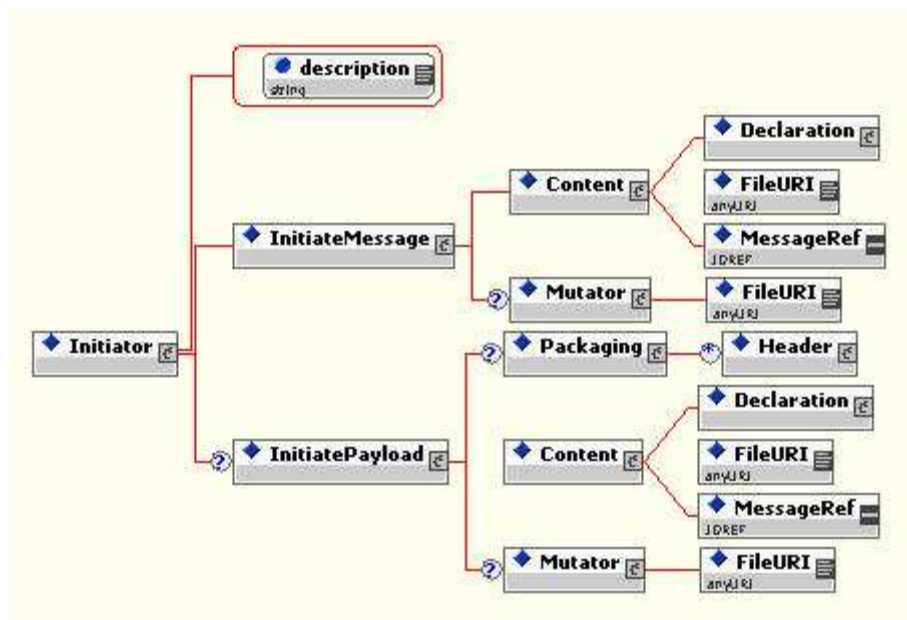 description
string
Declaration
Content
FileURI
anyURI
InitiateMessage
MessageRef
IDREF
Mutator
FileURI
anyURI
Initiator
?
Packaging
*
Header
Declaration
?
InitiatePayload
Content
FileURI
anyURI
MessageRef
IDREF
?
Mutator
FileURI
anyURI
?